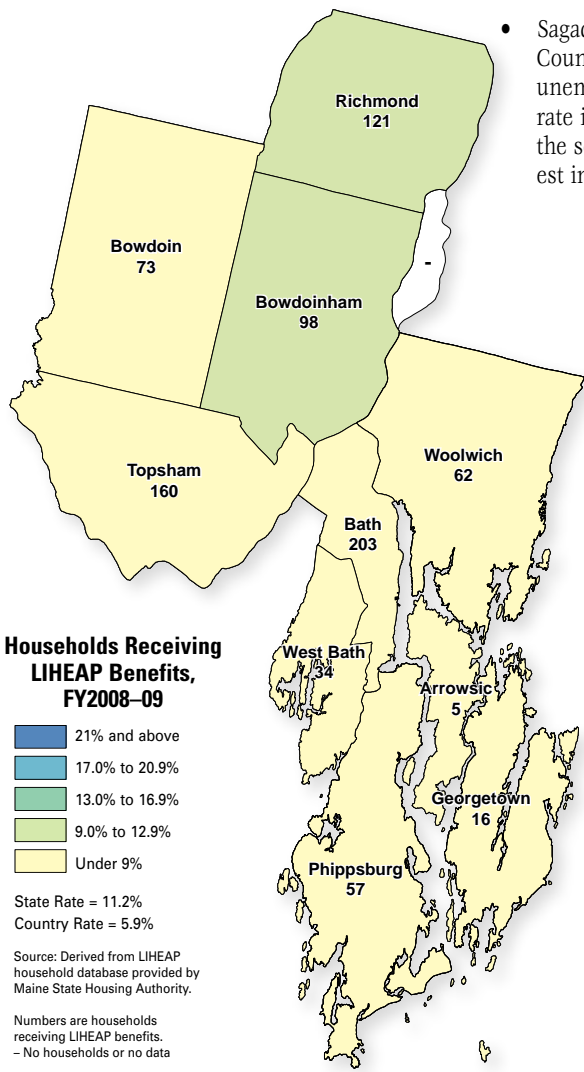 • Sagad
Coun
unem
rate i
the s
est in
Richmond
121
Bowdoin
73
Bowdoinham
98
-
Topsham
160
Woolwich
62
Bath
203
West Bath
34
Arrowsic
5
Georgetown
16
Phippsburg
57
Households Receiving
LIHEAP Benefits,
FY2008–09
21% and above
17.0% to 20.9%
13.0% to 16.9%
9.0% to 12.9%
Under 9%
State Rate = 11.2%
Country Rate = 5.9%
Source: Derived from LIHEAP
household database provided by
Maine State Housing Authority.
Numbers are households
receiving LIHEAP benefits.
– No households or no data